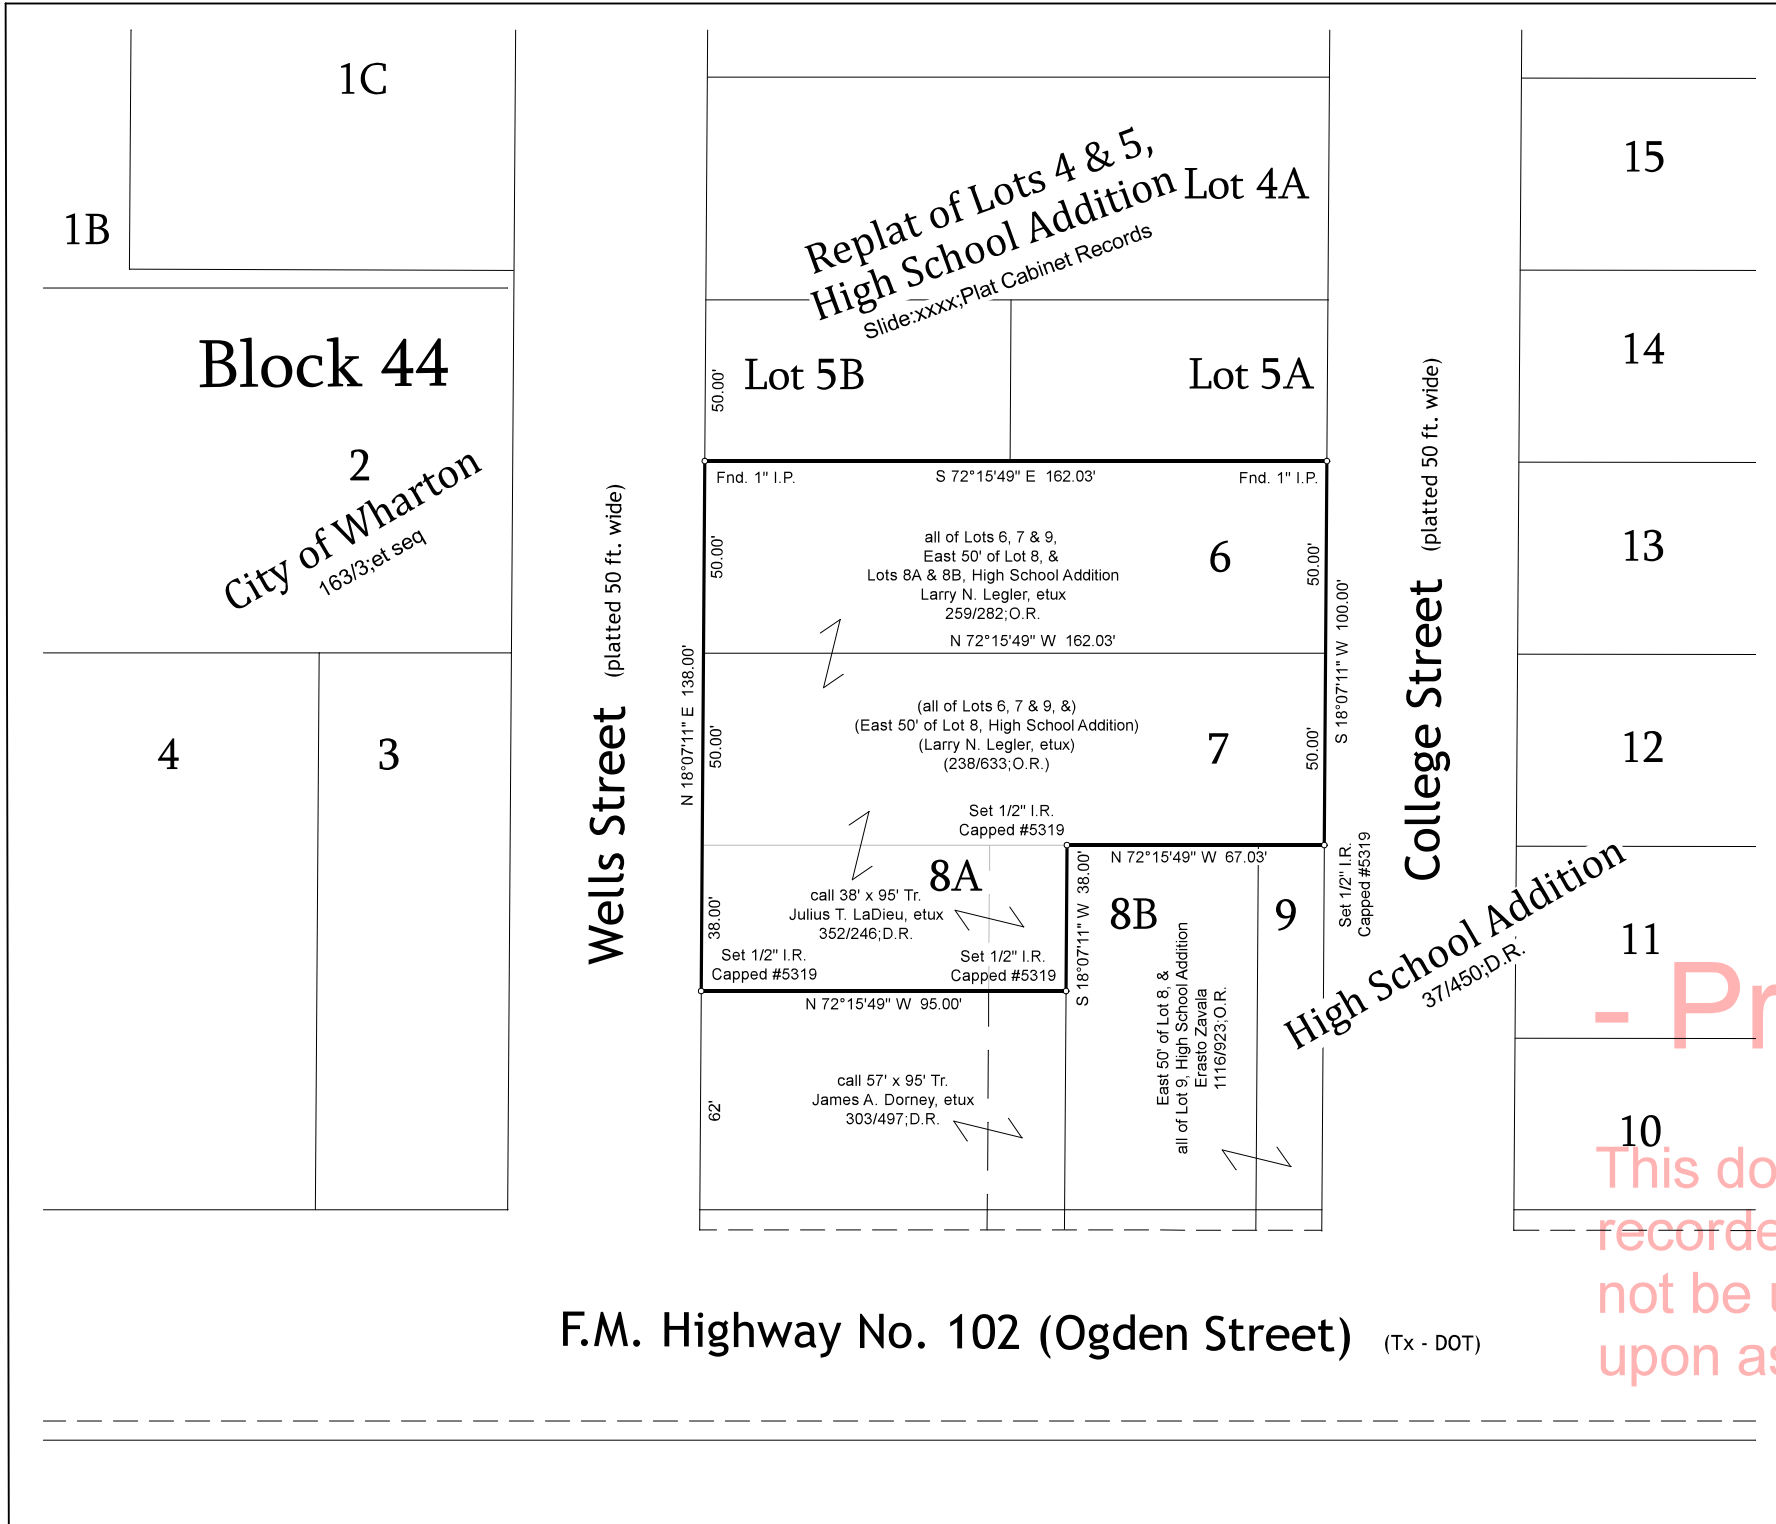 1C
1B
Block 44
2
City of Wharton
163/3;et seq
4
3
Wells Street (platted 50 ft. wide)
Replat of Lots 4 & 5,
High School Addition
Slide:xxxx;Plat Cabinet Records
Lot 4A
50.00'
Lot 5B
Lot 5A
Fnd. 1" I.P.
S 72°15'49" E 162.03'
Fnd. 1" I.P.
50.00'
all of Lots 6, 7 & 9,
East 50' of Lot 8, &
Lots 8A & 8B, High School Addition
Larry N. Legler, etux
259/282;O.R.
6
50.00'
N 72°15'49" W 162.03'
N 18°07'11" E 138.00'
S 18°07'11" W 100.00'
50.00'
(all of Lots 6, 7 & 9, &)
(East 50' of Lot 8, High School Addition)
(Larry N. Legler, etux)
(238/633;O.R.)
7
50.00'
Set 1/2" I.R.
Capped #5319
N 72°15'49" W 67.03'
Set 1/2" I.R.
Capped #5319
38.00'
8A
call 38' x 95' Tr.
Julius T. LaDieu, etux
352/246;D.R.
Set 1/2" I.R.
Capped #5319
Set 1/2" I.R.
Capped #5319
S 18°07'11" W 38.00'
N 72°15'49" W 95.00'
8B
9
East 50' of Lot 8, &
all of Lot 9, High School Addition
Erasto Zavala
1116/923;O.R.
62'
call 57' x 95' Tr.
James A. Dorney, etux
303/497;D.R.
College Street (platted 50 ft. wide)
High School Addition
37/450;D.R.
15
14
13
12
11
10
- Pr
This do
recorde
not be u
upon as
F.M. Highway No. 102 (Ogden Street) (Tx - DOT)